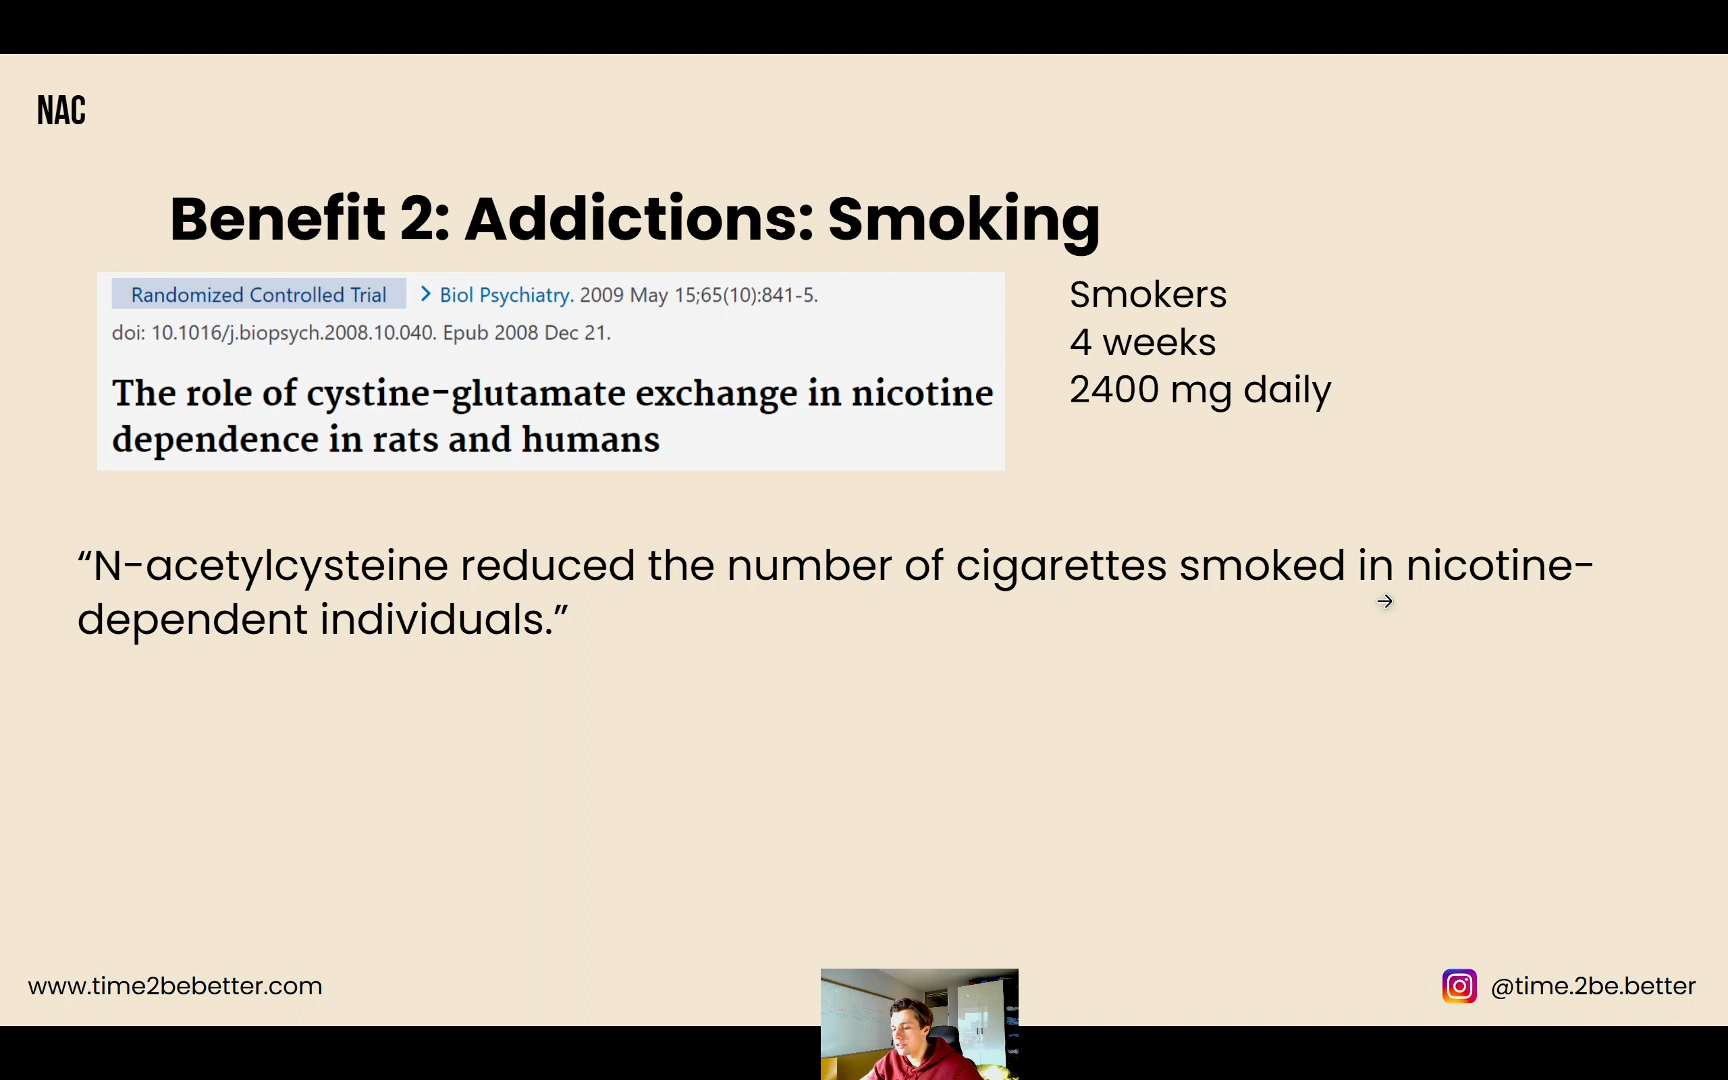 NAC
Benefit 2: Addictions: Smoking
Randomized Controlled Trial > Biol Psychiatry. 2009 May 15;65(10):841-5.
doi: 10.1016/j.biopsych.2008.10.040. Epub 2008 Dec 21.
The role of cystine-glutamate exchange in nicotine
dependence in rats and humans
Smokers
4 weeks
2400 mg daily
“N-acetylcysteine reduced the number of cigarettes smoked in nicotine-
dependent individuals.”
www.time2bebetter.com
@time.2be.better